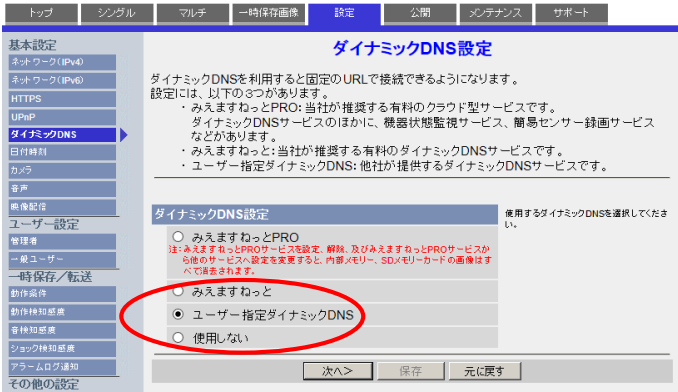 トップ
シングル
マルチ
一時保存画像
設定
公開
メンテナンス
サポート
基本設定
ネットワーク(IPv4)
ネットワーク(IPv6)
HTTPS
UPnP
ダイナミックDNS
日付時刻
カメラ
音声
映像配信
ユーザー設定
管理者
一般ユーザー
一時保存／転送
動作条件
動作検知感度
音検知感度
ショック検知感度
アラームログ通知
その他の設定
ダイナミックDNS設定
ダイナミックDNSを利用すると固定のURLで接続できるようになります。
設定には、以下の3つがあります。
・みえますねっとPRO: 当社が推奨する有料のクラウド型サービスです。
ダイナミックDNSサービスのほかに、機器状態監視サービス、簡易センサー録画サービス
などがあります。
・みえますねっと: 当社が推奨する有料のダイナミックDNSサービスです。
・ユーザー指定ダイナミックDNS: 他社が提供するダイナミックDNSサービスです。
ダイナミックDNS設定
みえますねっとPRO
注: みえますねっとPROサービスを設定、解除、及びみえますねっとPROサービスか
ら他のサービスへ設定を変更すると、内部メモリー、SDメモリーカードの画像はす
べて消去されます。
みえますねっと
ユーザー指定ダイナミックDNS
使用しない
使用するダイナミックDNSを選択してくださ
い。
次へ>
保存
元に戻す